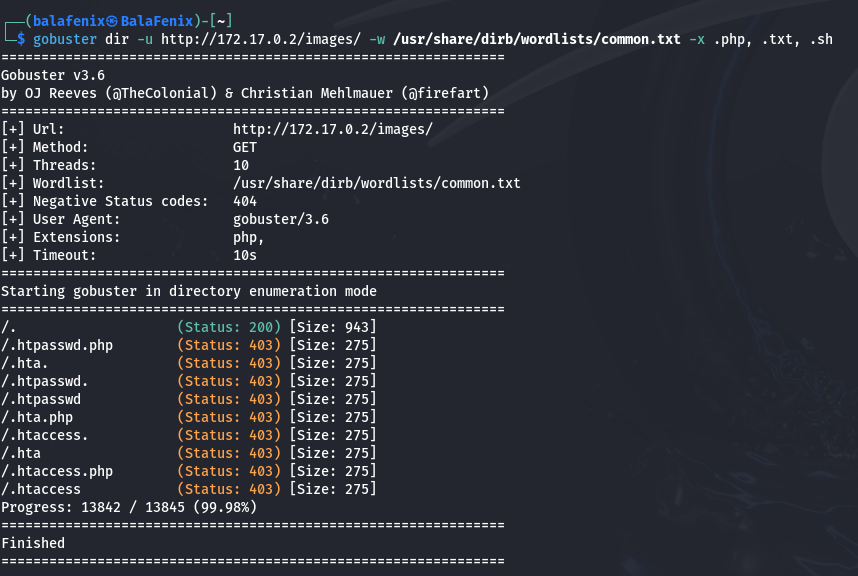 ┌──(balafenix㉿BalaFenix)-[~]
└─$ gobuster dir -u http://172.17.0.2/images/ -w /usr/share/dirb/wordlists/common.txt -x .php, .txt, .sh
===============================================================
Gobuster v3.6
by OJ Reeves (@TheColonial) & Christian Mehlmauer (@firefart)
===============================================================
[+] Url:                     http://172.17.0.2/images/
[+] Method:                  GET
[+] Threads:                 10
[+] Wordlist:                /usr/share/dirb/wordlists/common.txt
[+] Negative Status codes:   404
[+] User Agent:              gobuster/3.6
[+] Extensions:              php,
[+] Timeout:                 10s
===============================================================
Starting gobuster in directory enumeration mode
===============================================================
/.                    (Status: 200) [Size: 943]
/.htpasswd.php        (Status: 403) [Size: 275]
/.hta.                (Status: 403) [Size: 275]
/.htpasswd.           (Status: 403) [Size: 275]
/.htpasswd            (Status: 403) [Size: 275]
/.hta.php             (Status: 403) [Size: 275]
/.htaccess.           (Status: 403) [Size: 275]
/.hta                 (Status: 403) [Size: 275]
/.htaccess.php        (Status: 403) [Size: 275]
/.htaccess            (Status: 403) [Size: 275]
Progress: 13842 / 13845 (99.98%)
===============================================================
Finished
===============================================================